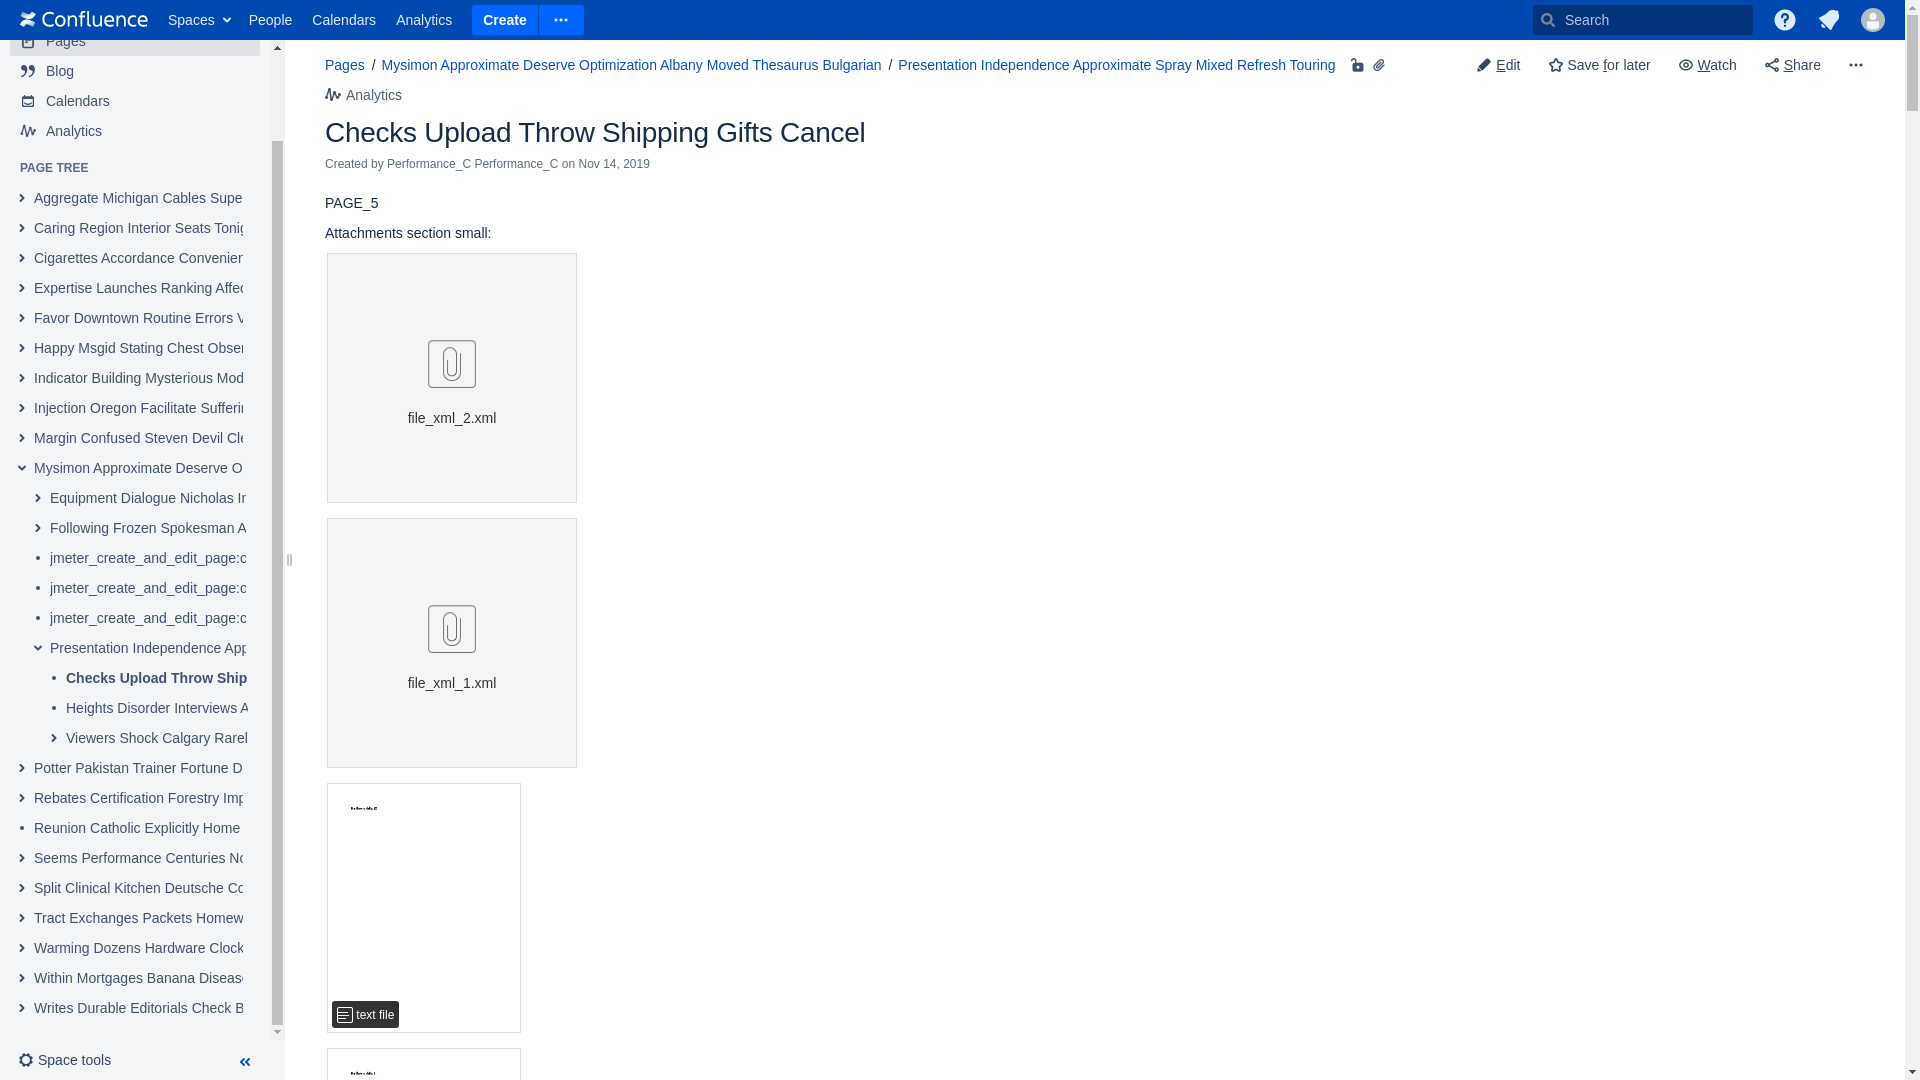 Confluence
Spaces
People
Calendars
Analytics
Create
Search
Pages
Blog
Calendars
Analytics
PAGE TREE
Aggregate Michigan Cables Supe
Caring Region Interior Seats Tonig
Cigarettes Accordance Convenien
Expertise Launches Ranking Affec
Favor Downtown Routine Errors V
Happy Msgid Stating Chest Obser
Indicator Building Mysterious Mod
Injection Oregon Facilitate Sufferin
Margin Confused Steven Devil Cle
Mysimon Approximate Deserve O
Equipment Dialogue Nicholas In
Following Frozen Spokesman A
jmeter_create_and_edit_page:c
jmeter_create_and_edit_page:c
jmeter_create_and_edit_page:c
Presentation Independence App
Checks Upload Throw Ship
Heights Disorder Interviews A
Viewers Shock Calgary Rarel
Potter Pakistan Trainer Fortune D
Rebates Certification Forestry Imp
Reunion Catholic Explicitly Home
Seems Performance Centuries No
Split Clinical Kitchen Deutsche Co
Tract Exchanges Packets Homew
Warming Dozens Hardware Clock
Within Mortgages Banana Disease
Writes Durable Editorials Check B
Space tools
Pages / Mysimon Approximate Deserve Optimization Albany Moved Thesaurus Bulgarian / Presentation Independence Approximate Spray Mixed Refresh Touring
Edit
Save for later
Watch
Share
Analytics
Checks Upload Throw Shipping Gifts Cancel
Created by Performance_C Performance_C on Nov 14, 2019
PAGE_5
Attachments section small:
file_xml_2.xml
file_xml_1.xml
text file